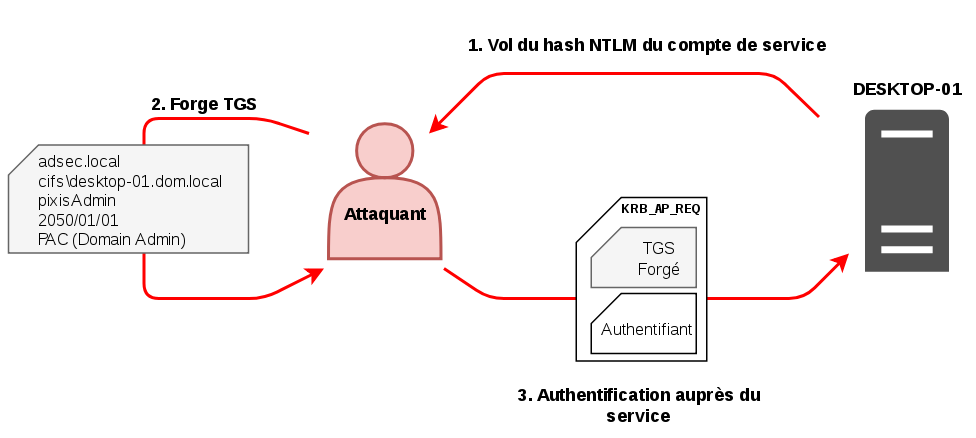 1. Vol du hash NTLM du compte de service
DESKTOP-01
2. Forge TGS
adsec.local
cifs\desktop-01.dom.local
pixisAdmin
2050/01/01
PAC (Domain Admin)
Attaquant
KRB_AP_REQ
TGS
Forgé
Authentifiant
3. Authentification auprès du
service